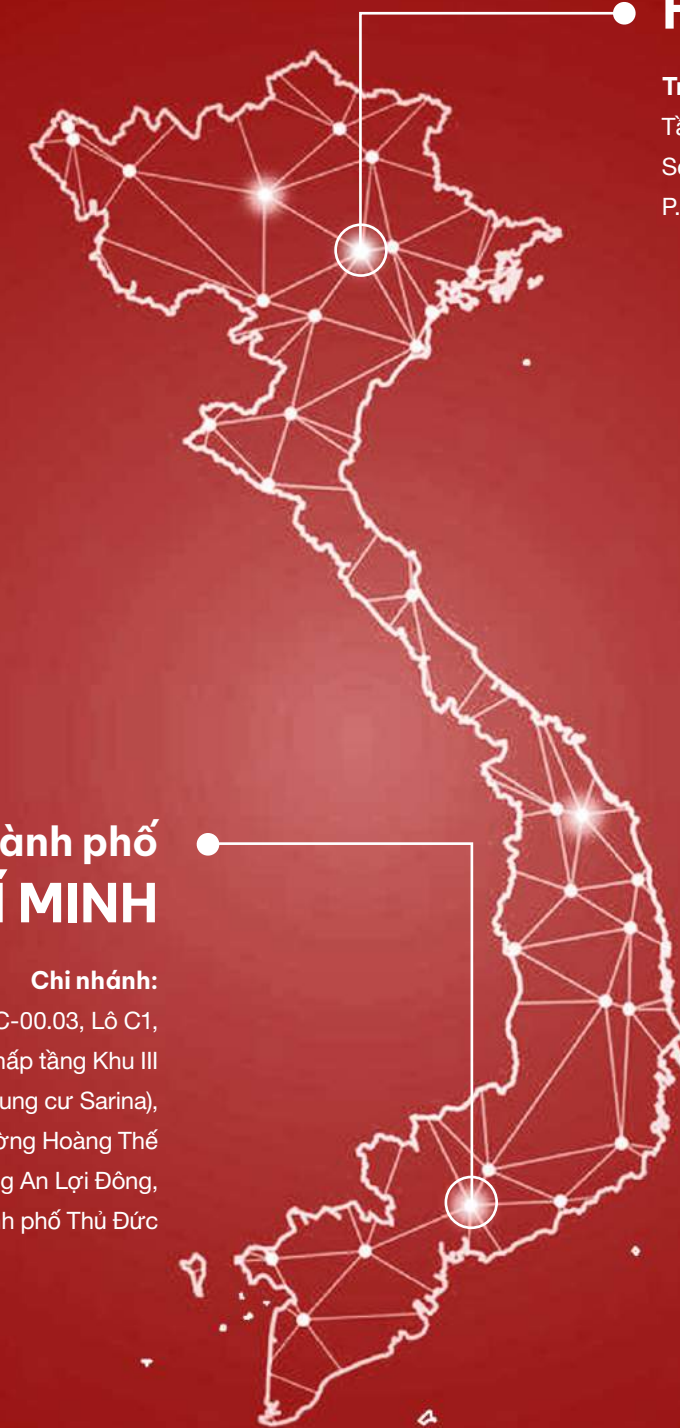 P.
ành phố
Í MINH
Chi nhánh:
C-00.03, Lô C1,
hấp tầng Khu III
ung cư Sarina),
ờng Hoàng Thế
g An Lợi Đông,
h phố Thủ Đức